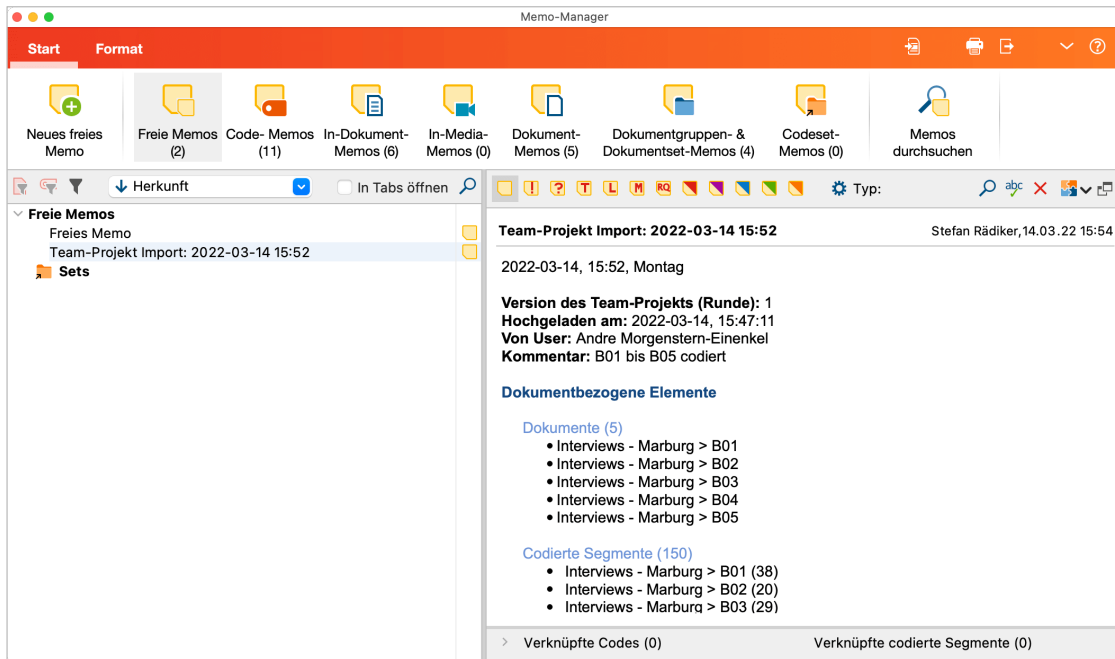 Memo-Manager
Start Format
Neues freies Memo
Freie Memos (2)
Code- Memos (11)
In-Dokument-Memos (6)
In-Media-Memos (0)
Dokument-Memos (5)
Dokumentgruppen- & Dokumentset-Memos (4)
Codeset-Memos (0)
Memos durchsuchen
Herkunft
In Tabs öffnen
! ? T L M RQ
Typ:
abc
Freie Memos
Freies Memo
Team-Projekt Import: 2022-03-14 15:52
Sets
Team-Projekt Import: 2022-03-14 15:52 Stefan Rädiker,14.03.22 15:54
2022-03-14, 15:52, Montag
Version des Team-Projekts (Runde): 1
Hochgeladen am: 2022-03-14, 15:47:11
Von User: Andre Morgenstern-Einenkel
Kommentar: B01 bis B05 codiert
Dokumentbezogene Elemente
Dokumente (5)
• Interviews - Marburg > B01
• Interviews - Marburg > B02
• Interviews - Marburg > B03
• Interviews - Marburg > B04
• Interviews - Marburg > B05
Codierte Segmente (150)
• Interviews - Marburg > B01 (38)
• Interviews - Marburg > B02 (20)
• Interviews - Marburg > B03 (29)
Verknüpfte Codes (0) Verknüpfte codierte Segmente (0)